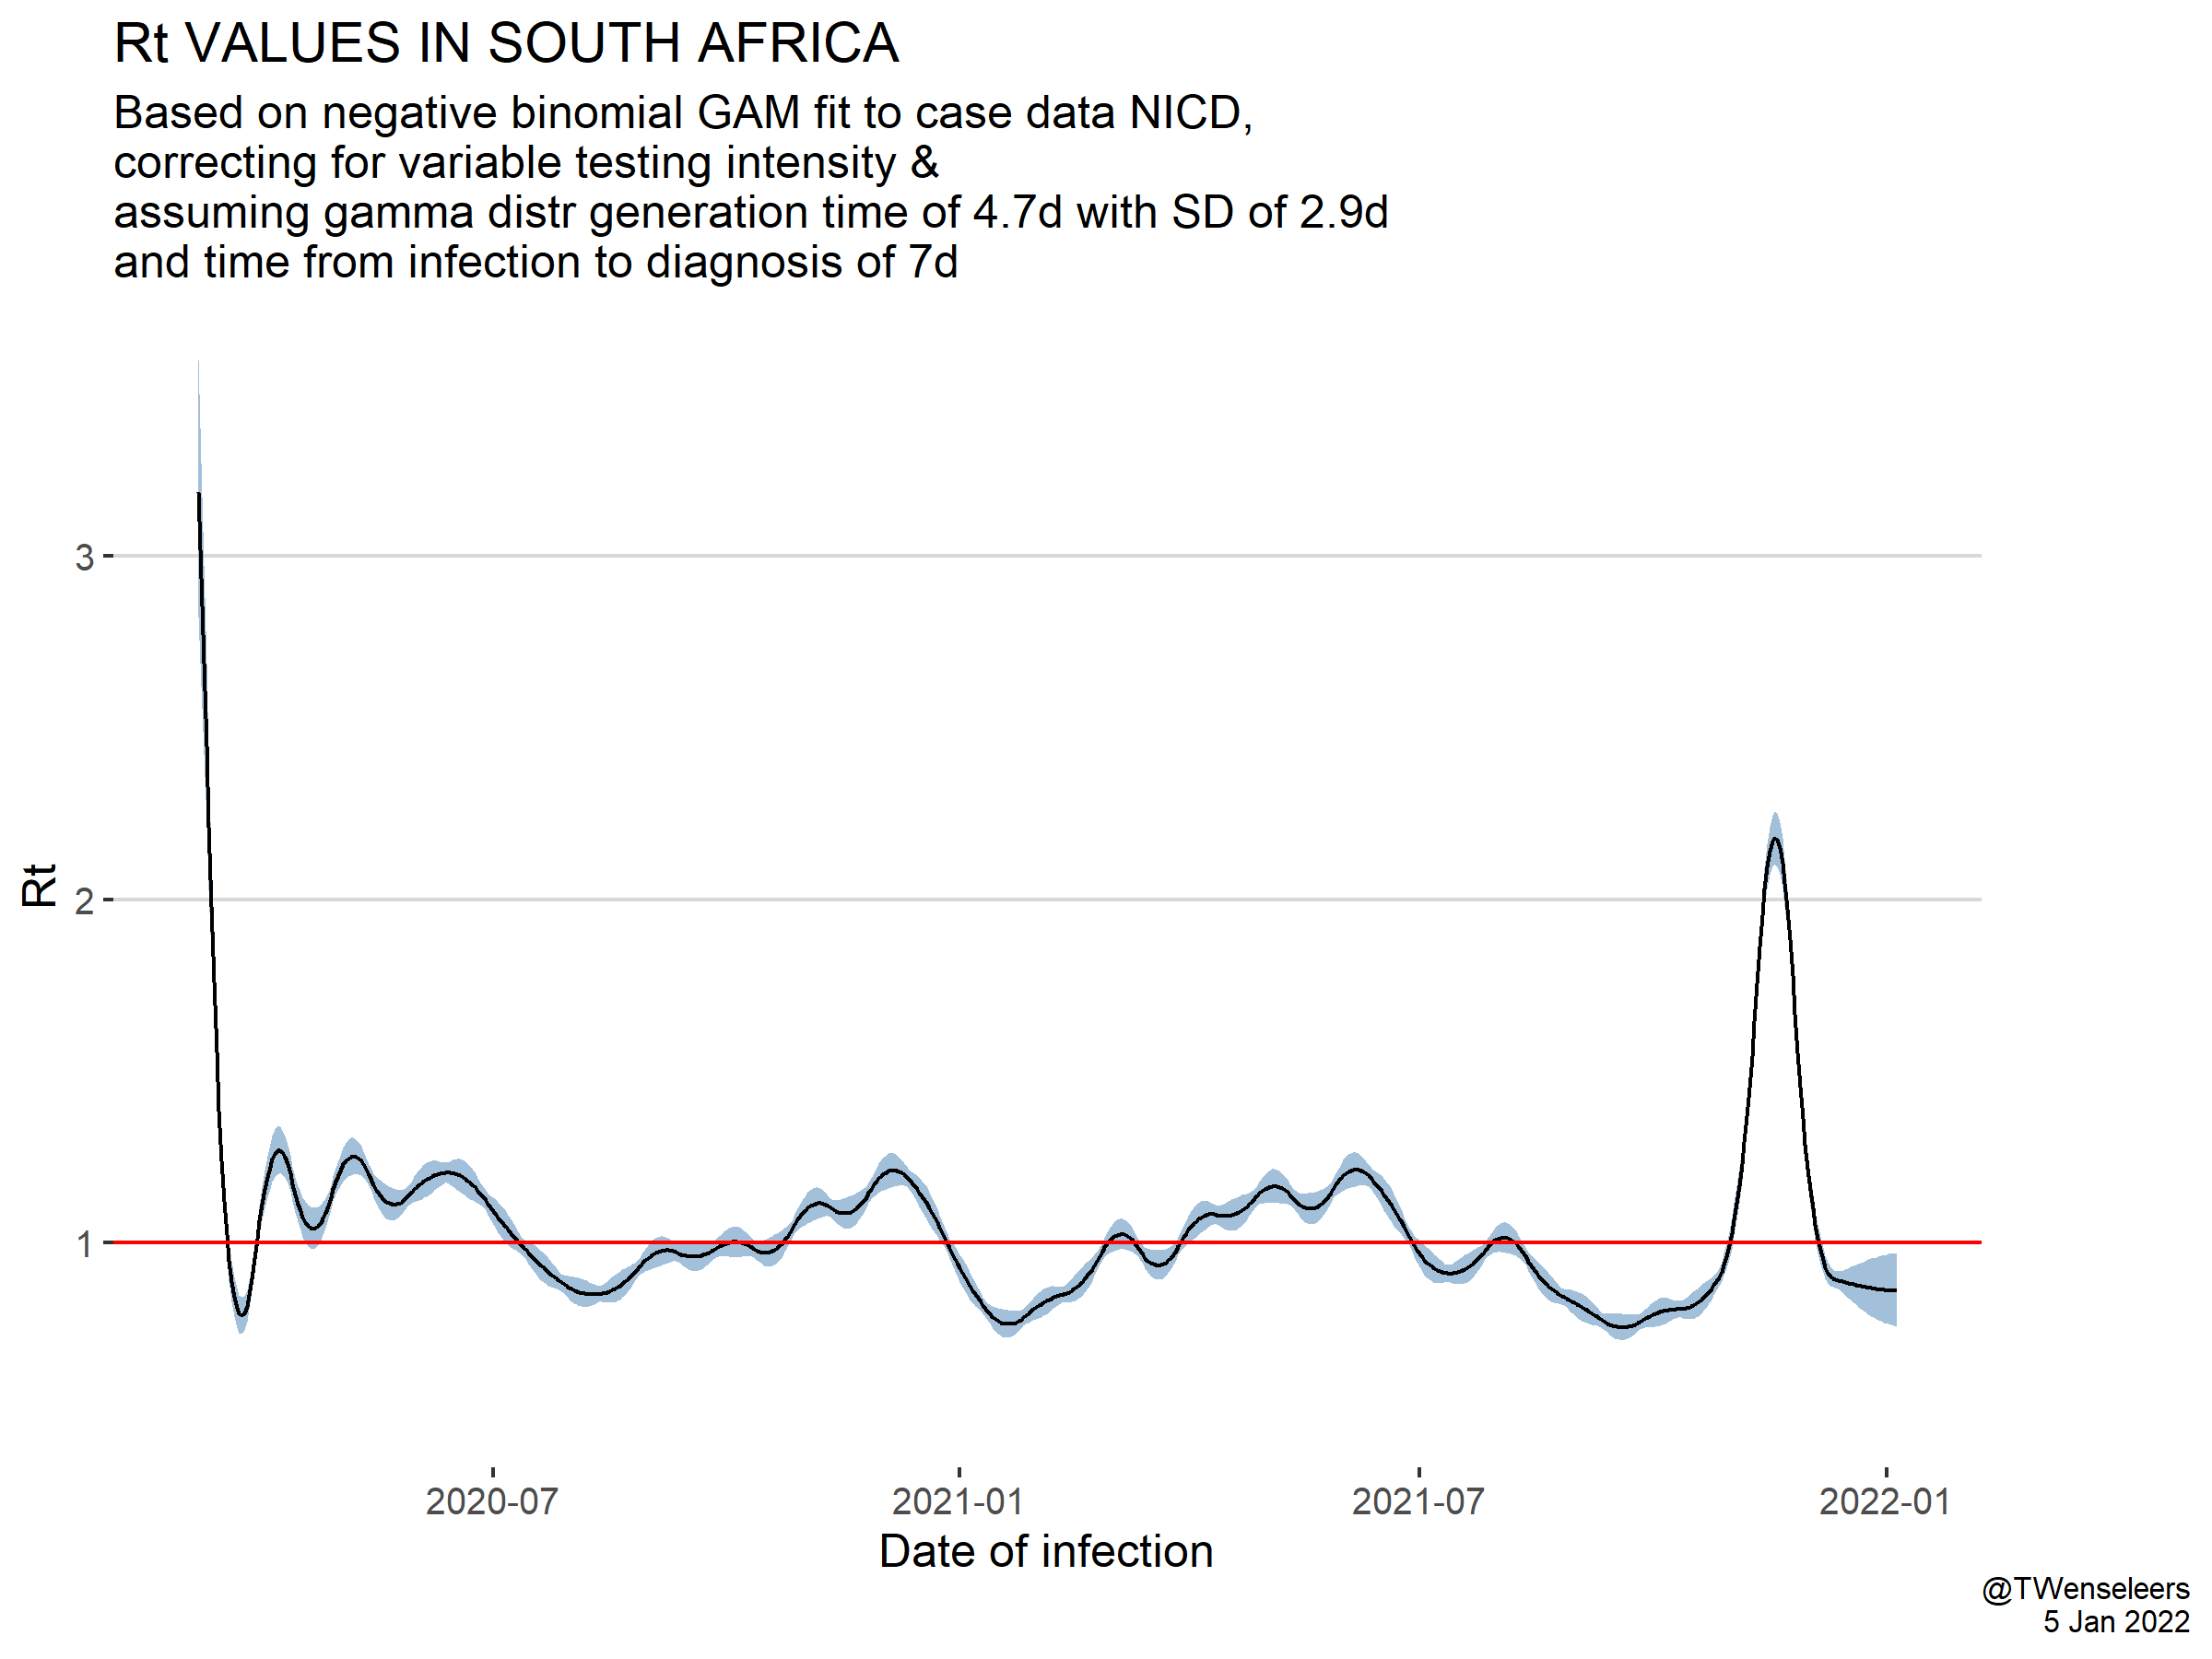 Rt VALUES IN SOUTH AFRICA
Based on negative binomial GAM fit to case data NICD,
correcting for variable testing intensity &
assuming gamma distr generation time of 4.7d with SD of 2.9d
and time from infection to diagnosis of 7d
3
2
1
Rt
2020-07
2021-01
2021-07
2022-01
Date of infection
@TWenseleers
5 Jan 2022